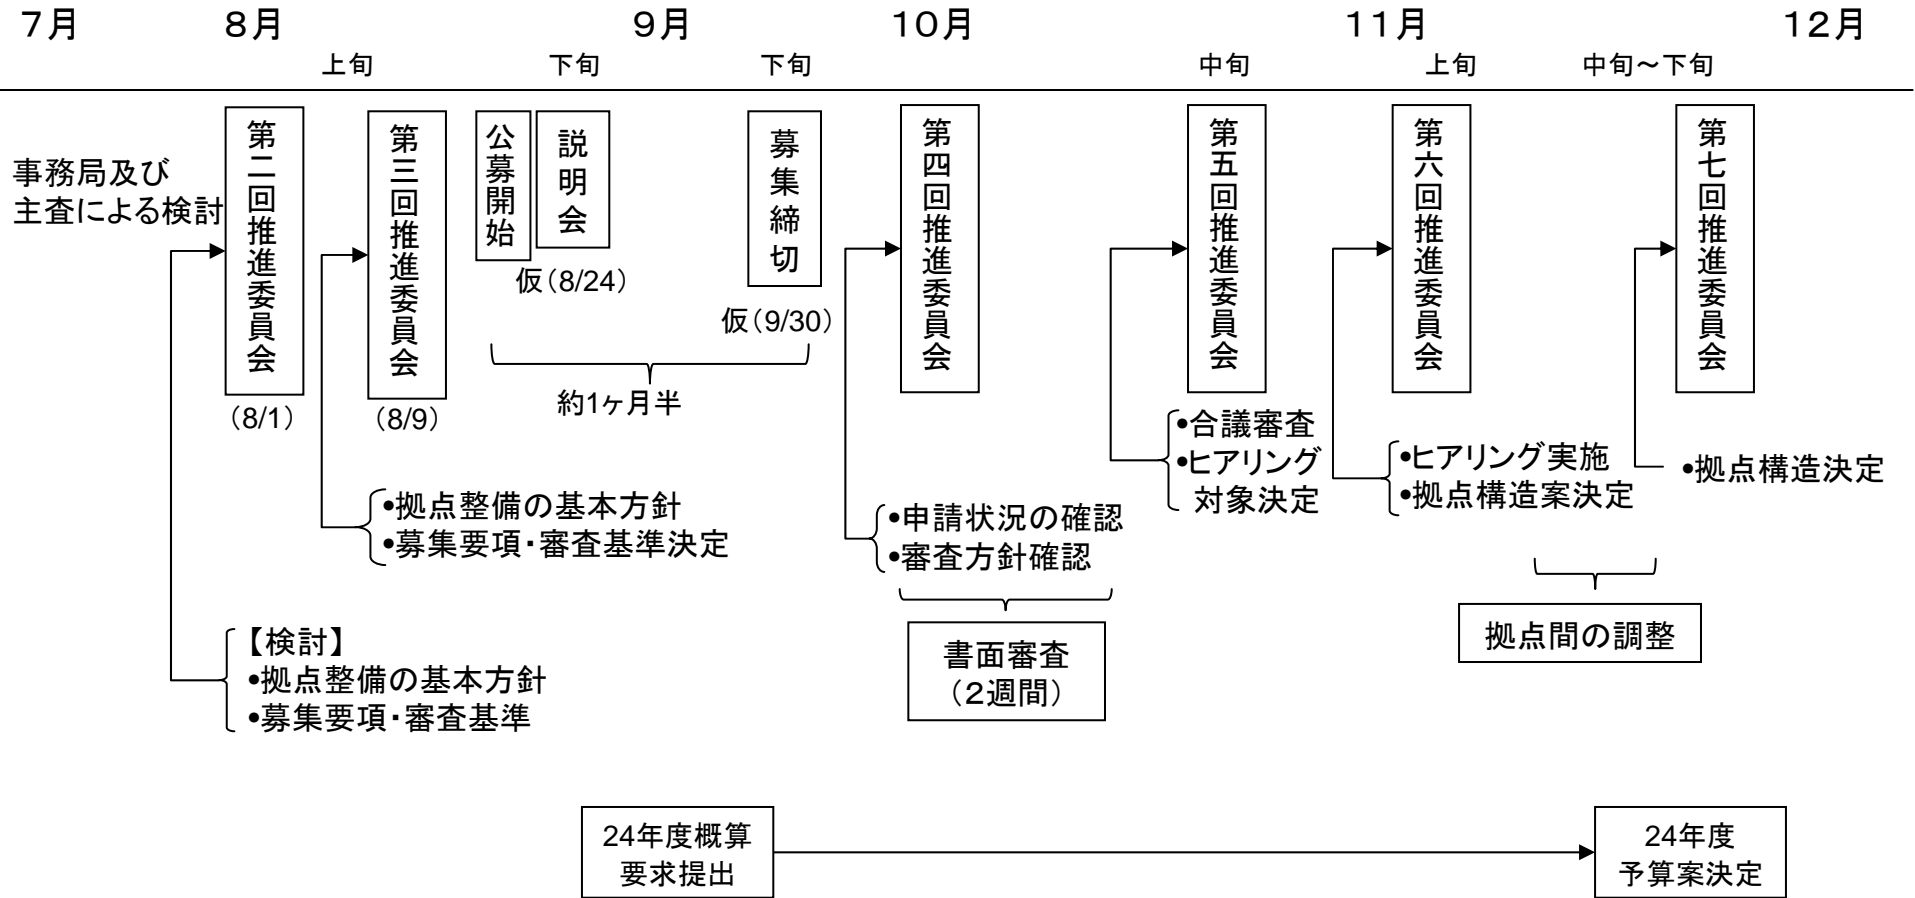 7月
8月
9月
10月
11月
12月
上旬
下旬
下旬
中旬
上旬
中旬～下旬
事務局及び
主査による検討
第二回推進委員会
(8/1)
第三回推進委員会
(8/9)
公募開始
説明会
仮(8/24)
募集締切
仮(9/30)
約1ヶ月半
第四回推進委員会
第五回推進委員会
第六回推進委員会
第七回推進委員会
•合議審査
•ヒアリング
対象決定
•ヒアリング実施
•拠点構造案決定
•拠点構造決定
•拠点整備の基本方針
•募集要項・審査基準決定
•申請状況の確認
•審査方針確認
【検討】
•拠点整備の基本方針
•募集要項・審査基準
書面審査
(2週間)
拠点間の調整
24年度概算
要求提出
24年度
予算案決定